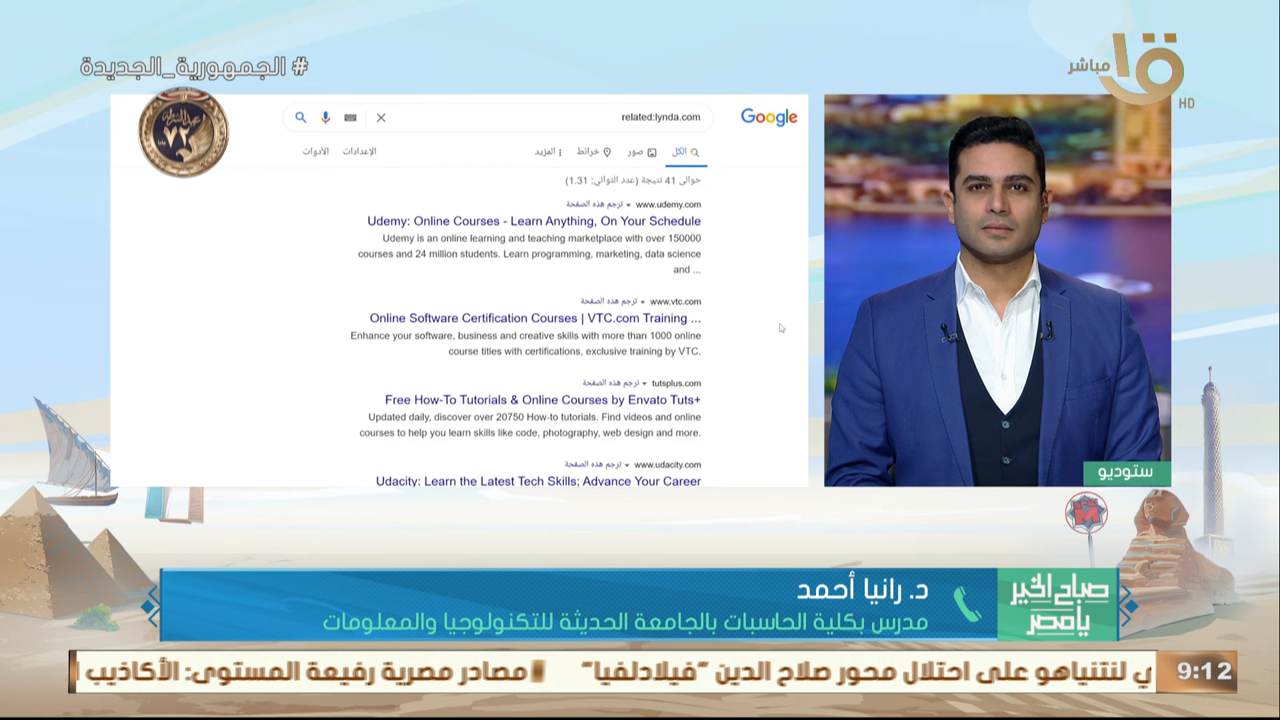 # الجمهورية_الجديدة
مباشر
HD
٧٢
related:lynda.com
Google
الكل
صور
خرائط
المزيد
الإعدادات
الأدوات
حوالى 41 نتيجة (عدد الثواني: 1.31)
www.udemy.com ترجم هذه الصفحة
Udemy: Online Courses - Learn Anything, On Your Schedule
Udemy is an online learning and teaching marketplace with over 150000
courses and 24 million students. Learn programming, marketing, data science
and ...
www.vtc.com ترجم هذه الصفحة
Online Software Certification Courses | VTC.com Training ...
Enhance your software, business and creative skills with more than 1000 online
course titles with certifications, exclusive training by VTC.
tutsplus.com ترجم هذه الصفحة
Free How-To Tutorials & Online Courses by Envato Tuts+
Updated daily, discover over 20750 How-to tutorials. Find videos and online
courses to help you learn skills like code, photography, web design and more.
www.udacity.com ترجم هذه الصفحة
Udacity: Learn the Latest Tech Skills; Advance Your Career
ستوديو
M
صباح الخير
يا مصر
د. رانيا أحمد
مدرس بكلية الحاسبات بالجامعة الحديثة للتكنولوجيا والمعلومات
9:12
ي لنتنياهو على احتلال محور صلاح الدين "فيلادلفيا" مصادر مصرية رفيعة المستوى: الأكاذيب